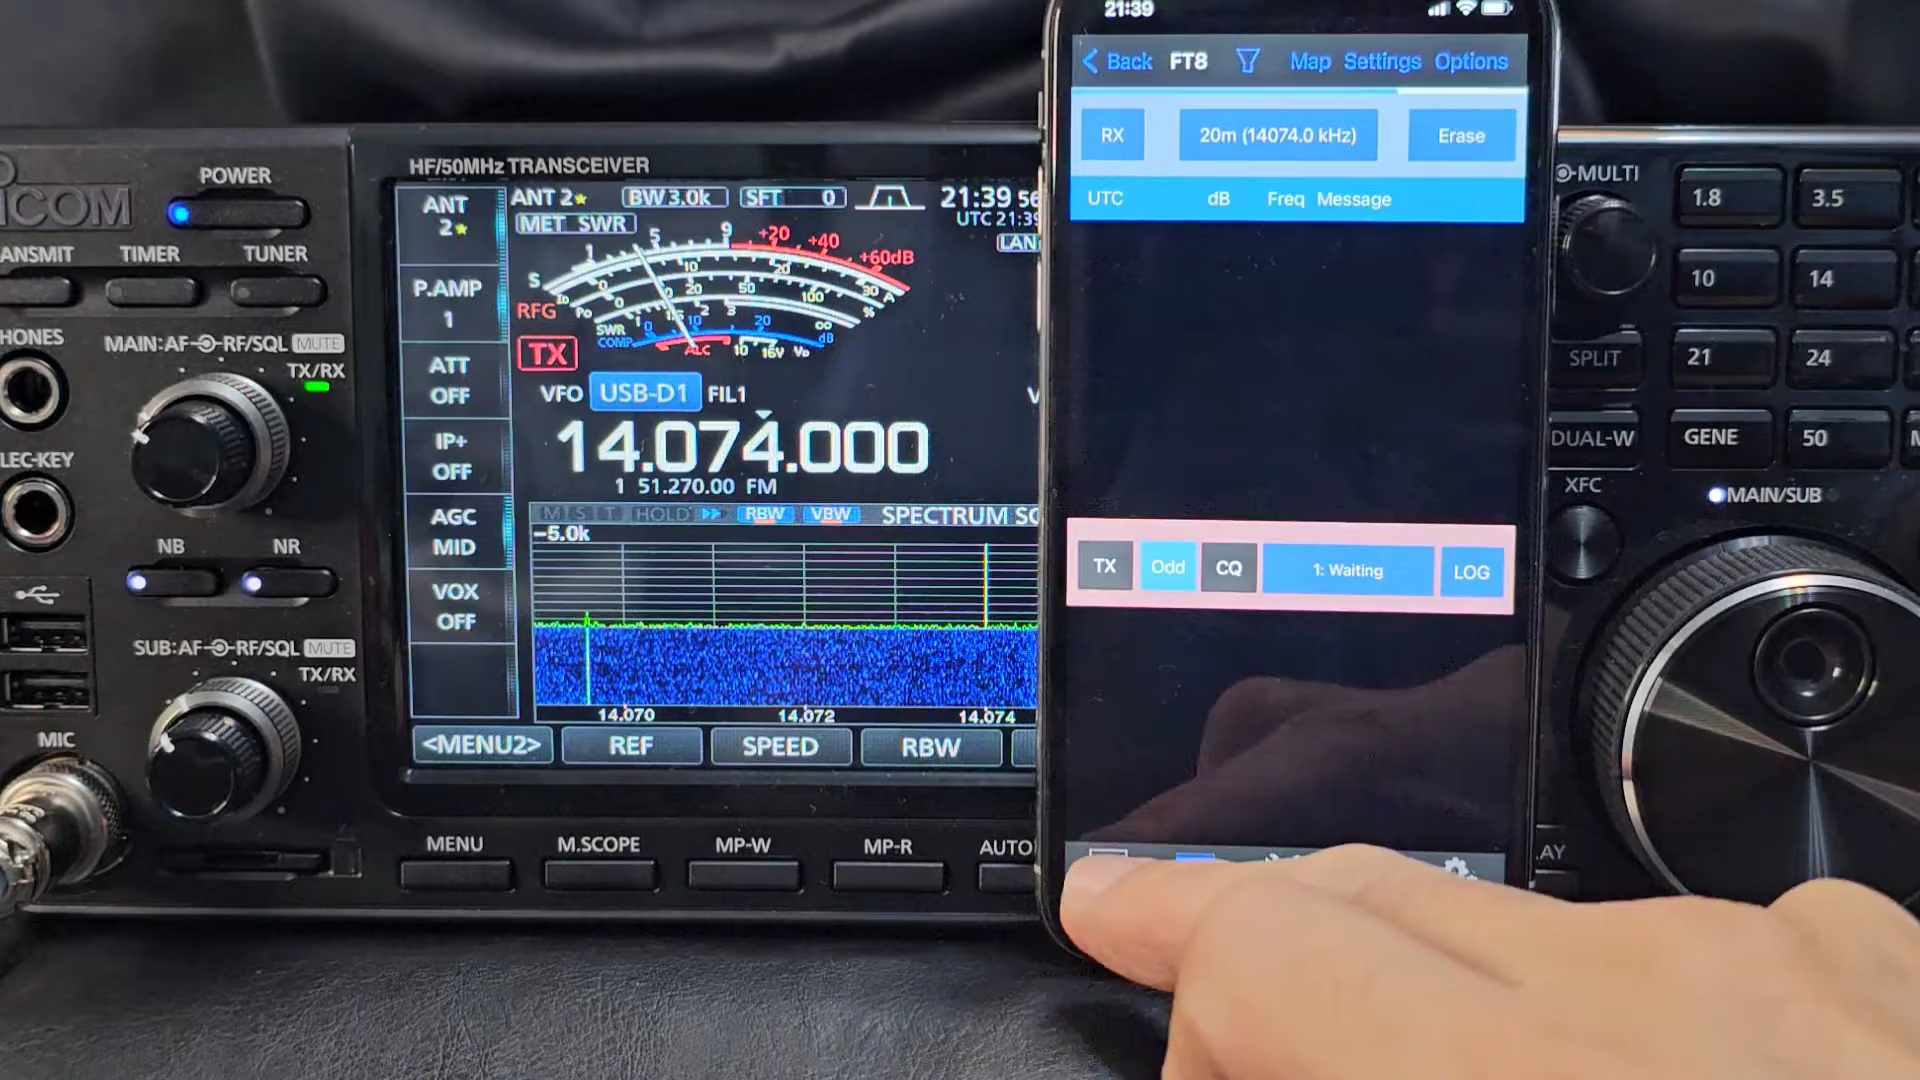 21:39
Back FT8 Map Settings Options
RX 20m (14074.0 kHz) Erase
UTC dB Freq Message
TX Odd CQ 1: Waiting LOG
ICOM
POWER
TIMER TUNER
MAIN:AF RF/SQL MUTE
TX/RX
NB NR
SUB:AF RF/SQL MUTE
TX/RX
MIC
HF/50MHz TRANSCEIVER
ANT
2
P.AMP
1
ATT
OFF
IP+
OFF
AGC
MID
VOX
OFF
ANT 2 BW 3.0k SFT 0 21:39
MET SWR
UTC 21:39
LAN
S 1 5 9 +20 +40 +60dB
RFG
TX
VFO USB-D1 FIL1
14.074.000
1 51.270.00 FM
M S T HOLD RBW VBW SPECTRUM
-5.0k
14.070 14.072 14.074
<MENU2> REF SPEED RBW
MENU M.SCOPE MP-W MP-R AUTO
MULTI
1.8 3.5
10 14
SPLIT 21 24
DUAL-W GENE 50
XFC
MAIN/SUB